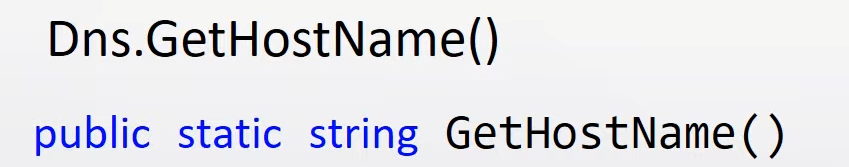 Dns.GetHostName()
public static string GetHostName()